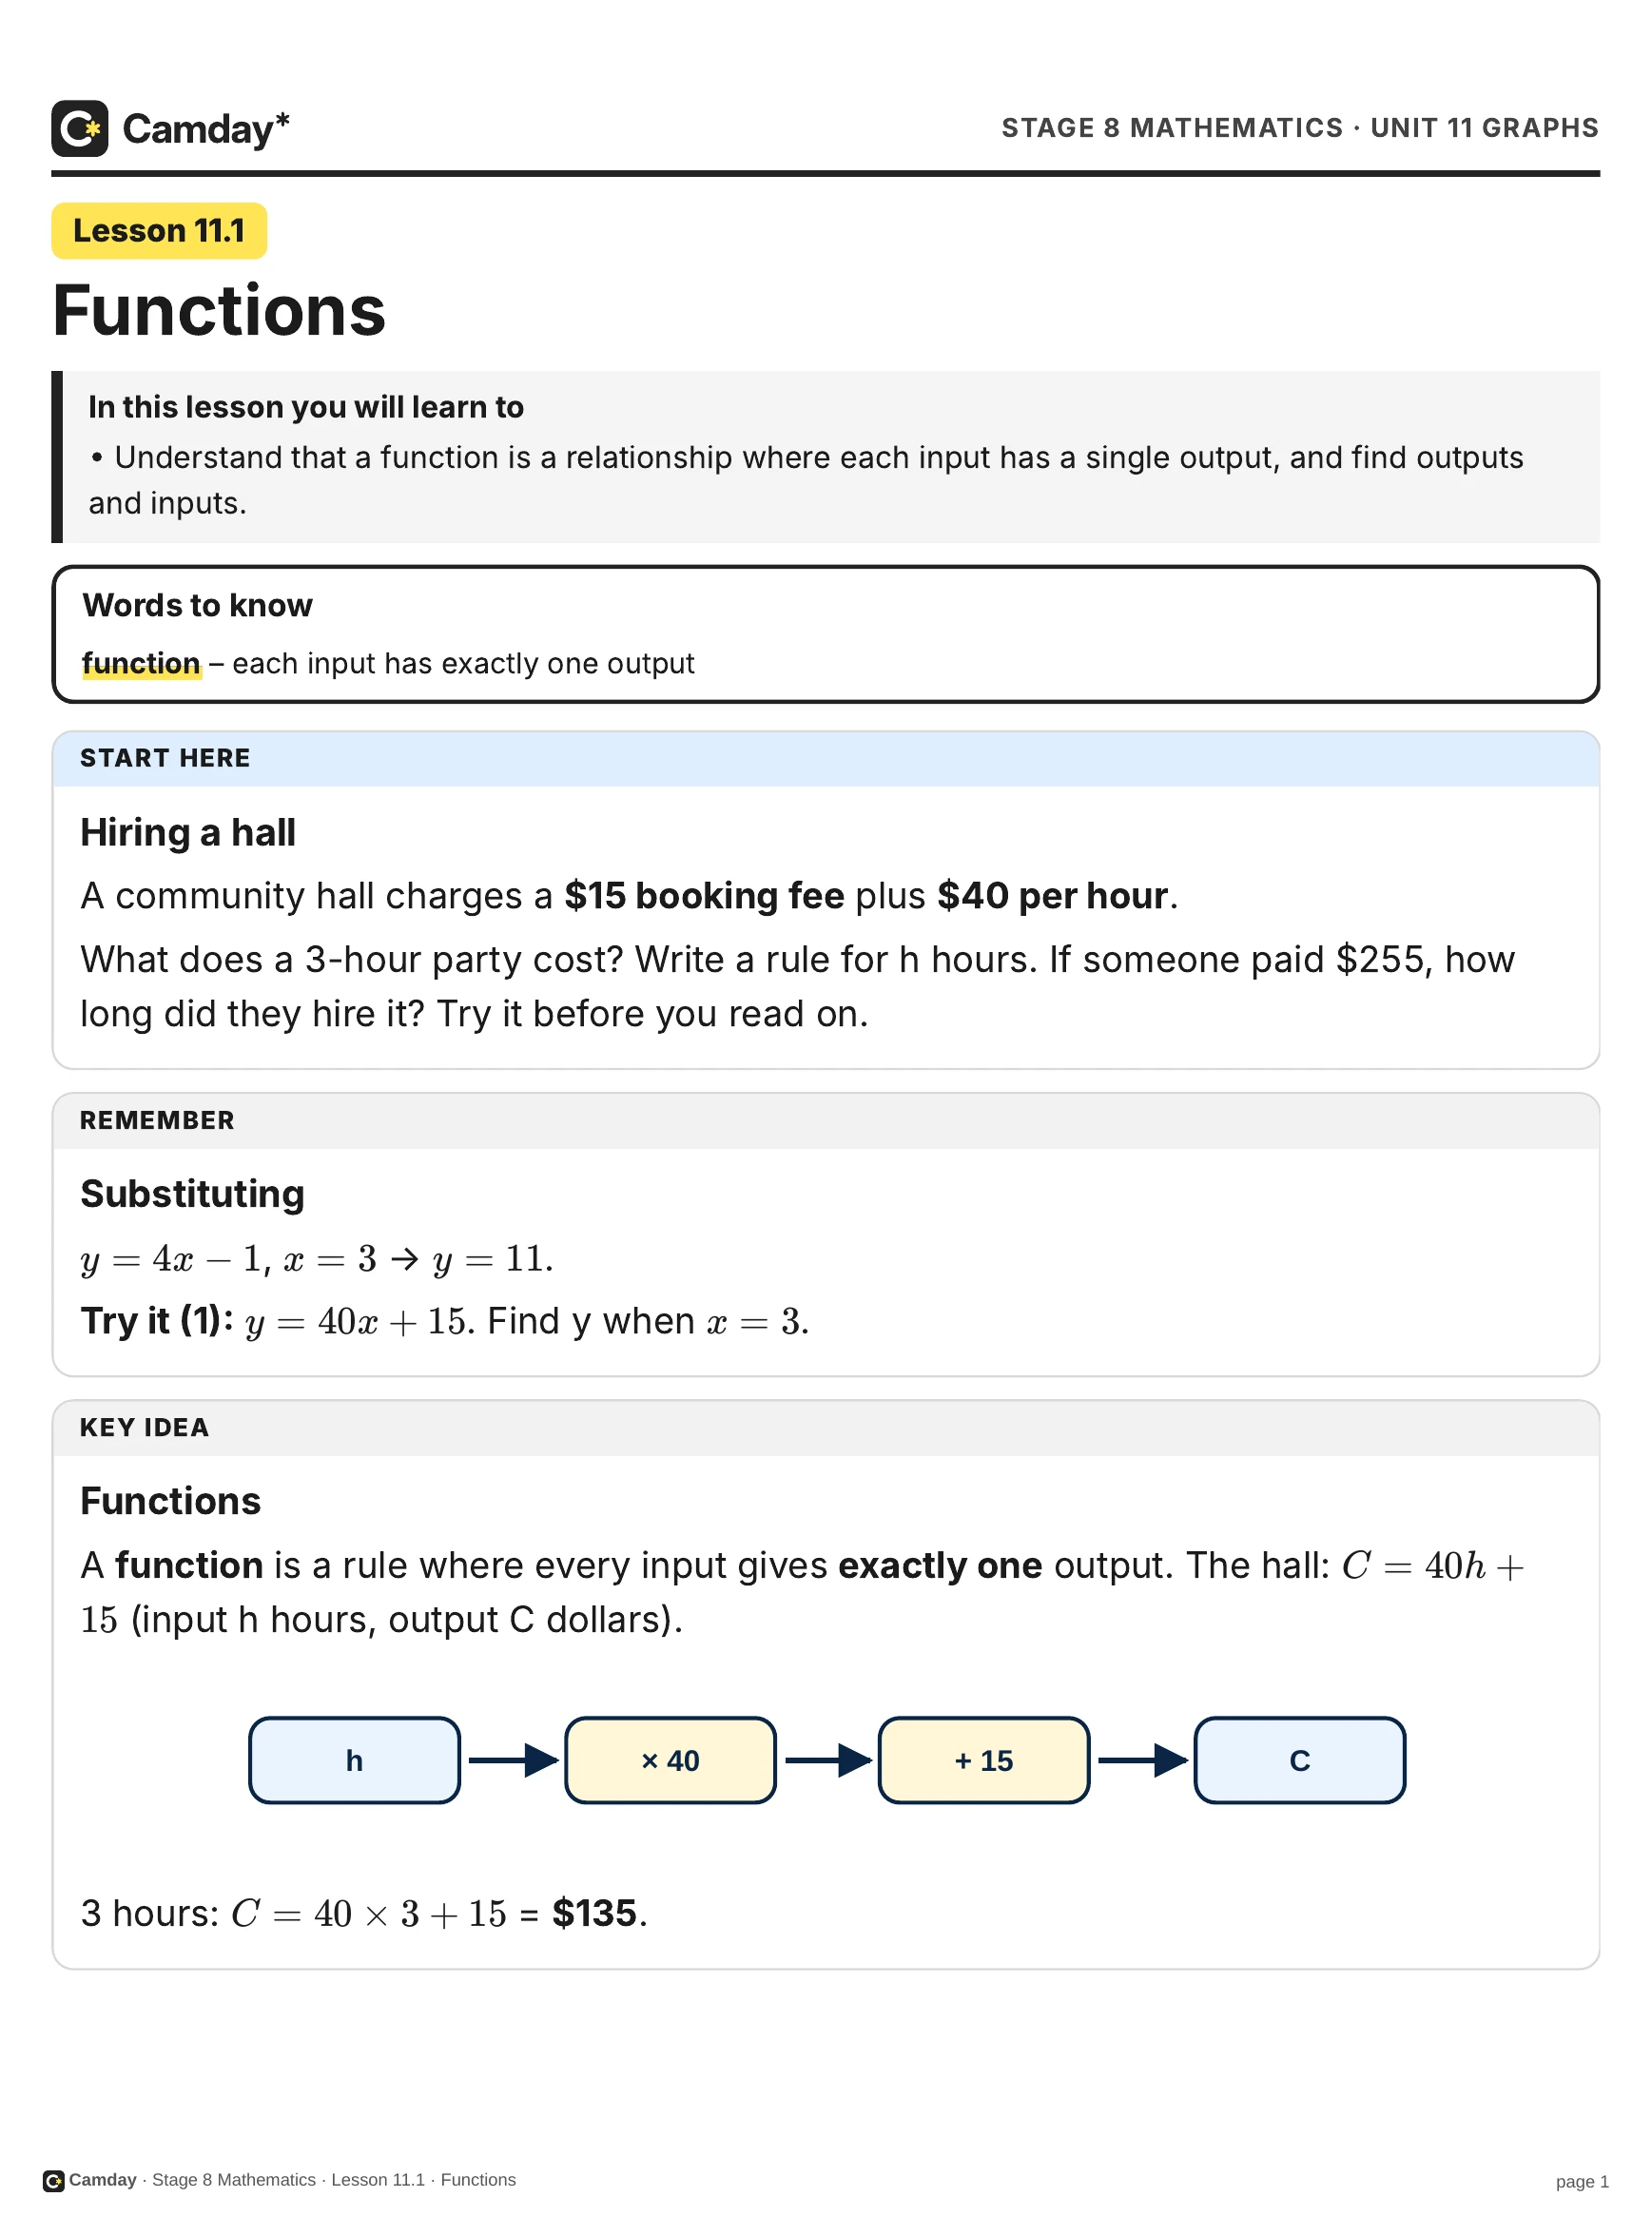 Camday*
STAGE 8 MATHEMATICS · UNIT 11 GRAPHS
Lesson 11.1
Functions
In this lesson you will learn to
• Understand that a function is a relationship where each input has a single output, and find outputs
and inputs.
Words to know
function – each input has exactly one output
START HERE
Hiring a hall
A community hall charges a $15 booking fee plus $40 per hour.
What does a 3-hour party cost? Write a rule for h hours. If someone paid $255, how
long did they hire it? Try it before you read on.
REMEMBER
Substituting
y = 4x − 1, x = 3 → y = 11.
Try it (1): y = 40x + 15. Find y when x = 3.
KEY IDEA
Functions
A function is a rule where every input gives exactly one output. The hall: C = 40h +
15 (input h hours, output C dollars).
h × 40 + 15 C
3 hours: C = 40 × 3 + 15 = $135.
Camday · Stage 8 Mathematics · Lesson 11.1 · Functions
page 1